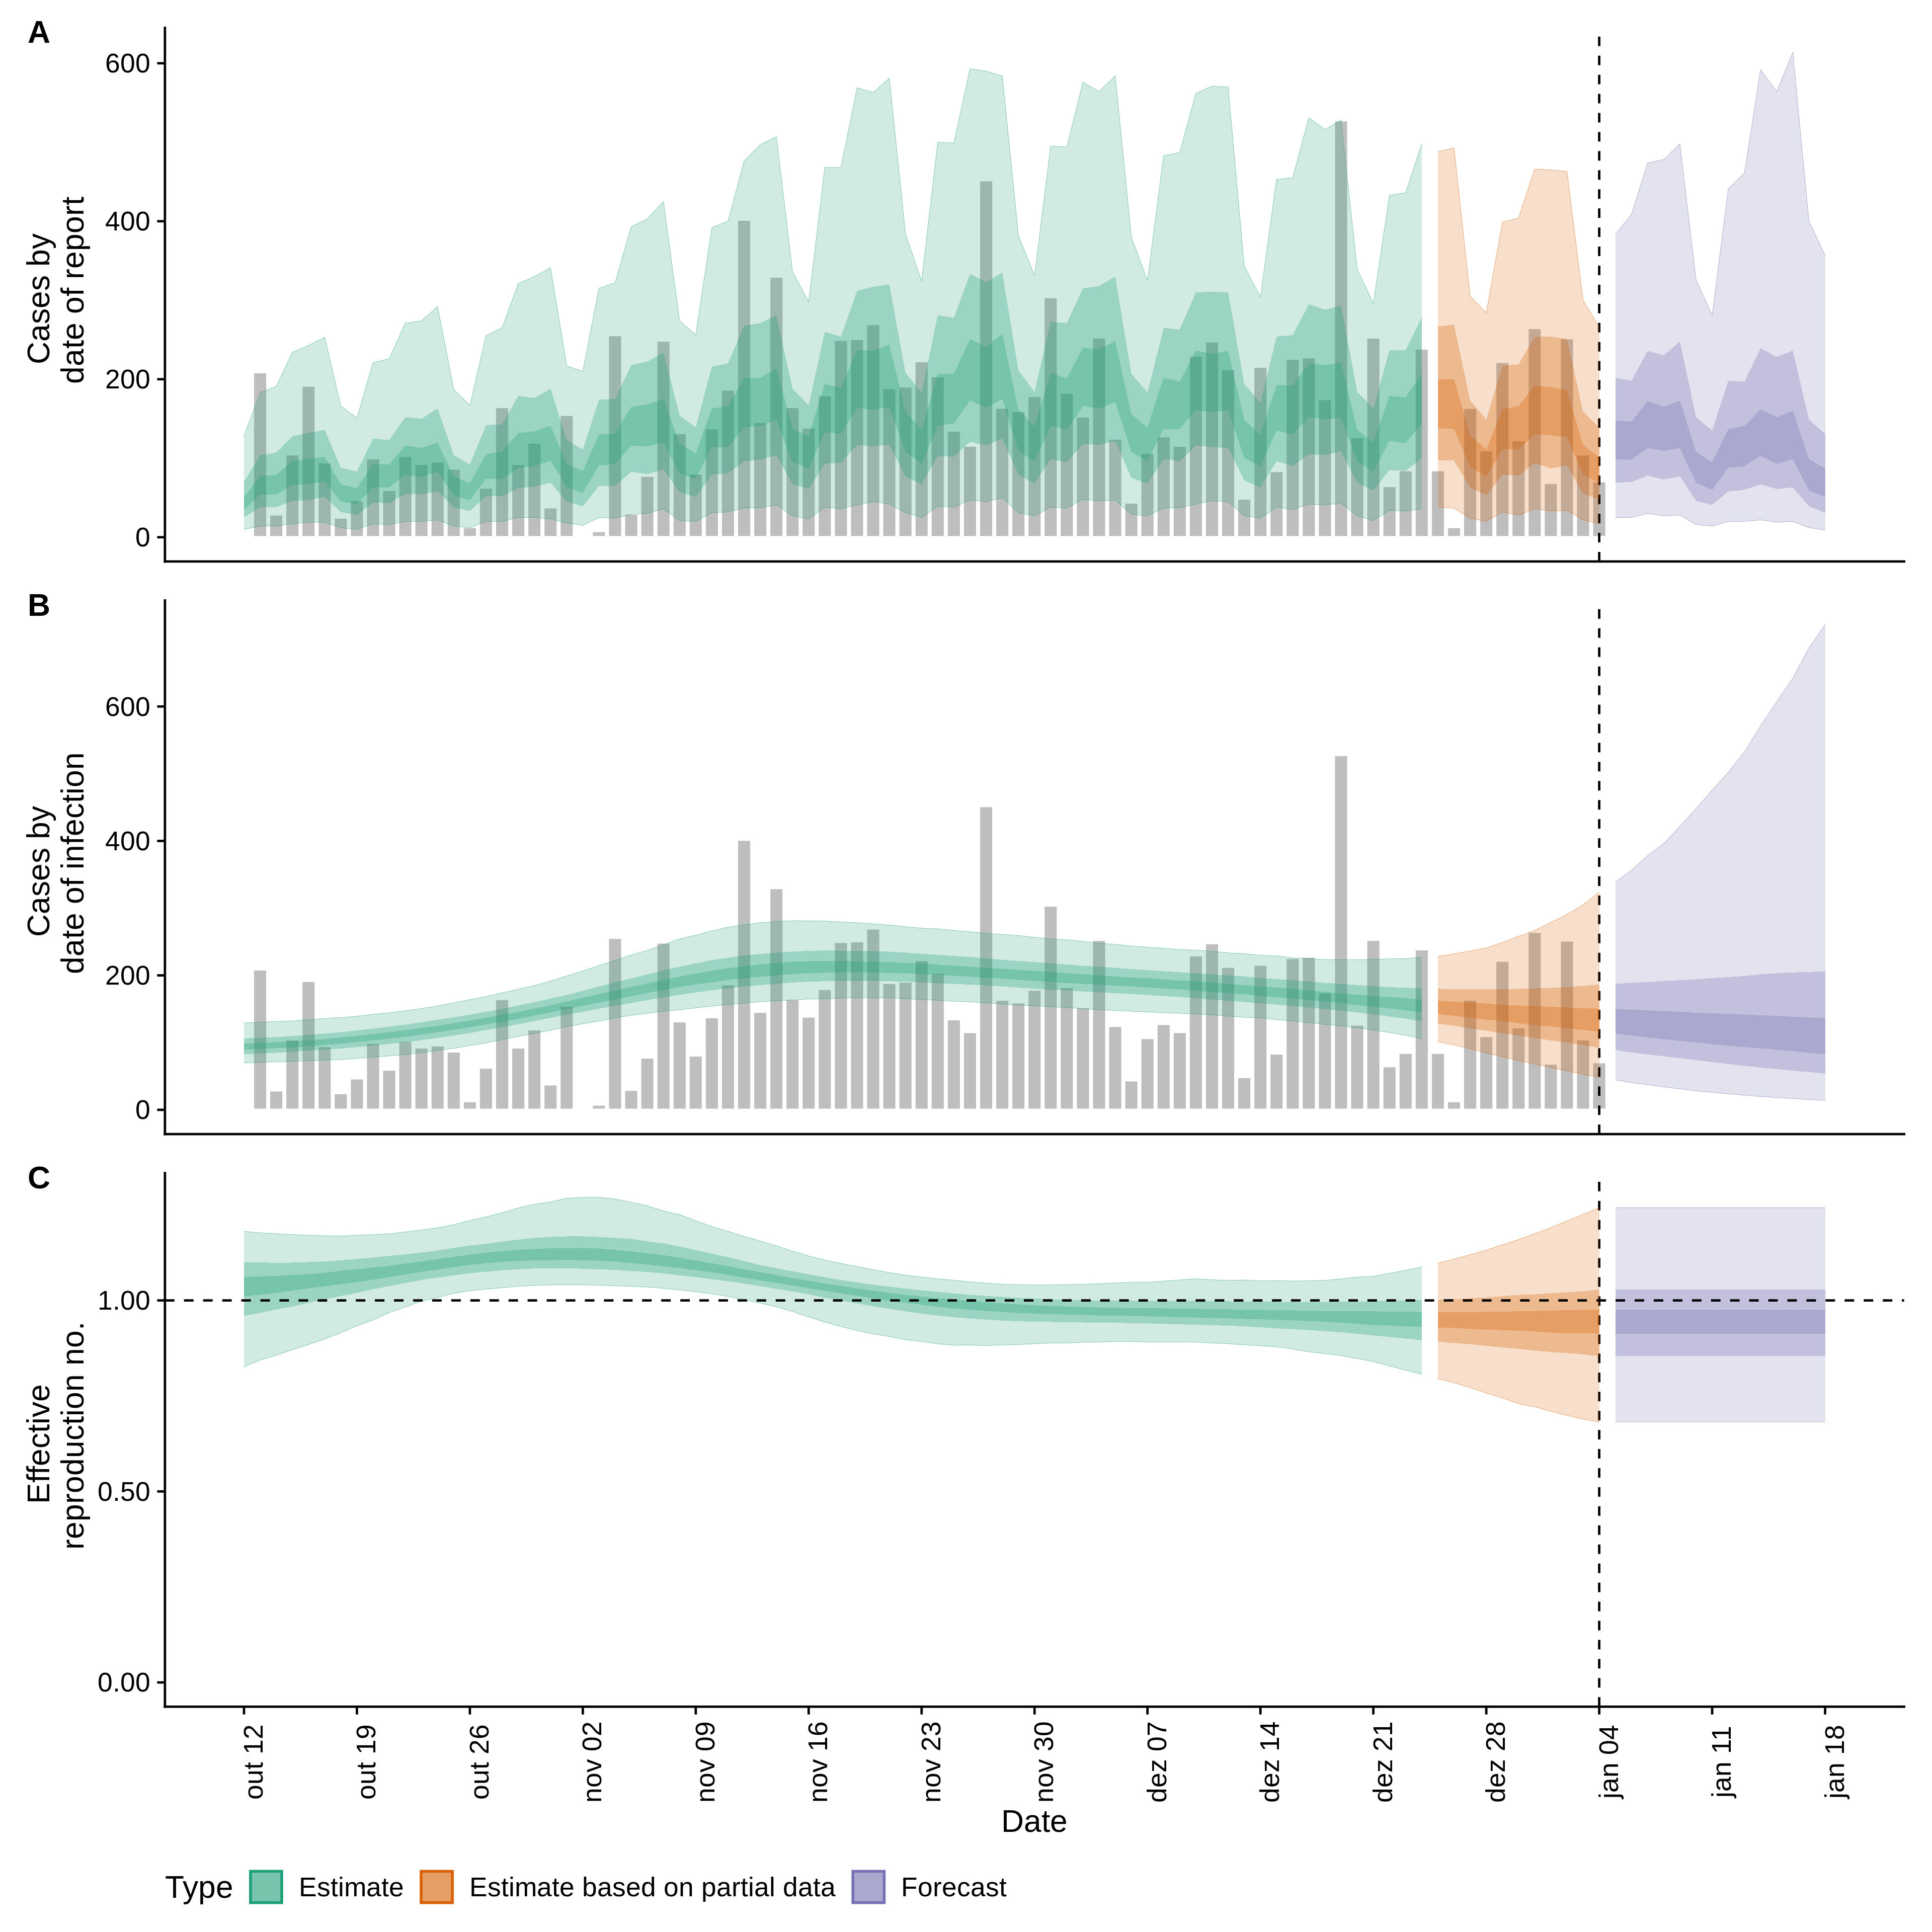 A
600
400
200
0
Cases by
date of report
B
600
400
200
0
Cases by
date of infection
C
1.00
0.50
0.00
Effective
reproduction no.
out 12
out 19
out 26
nov 02
nov 09
nov 16
nov 23
nov 30
dez 07
dez 14
dez 21
dez 28
jan 04
jan 11
jan 18
Date
Type Estimate Estimate based on partial data Forecast